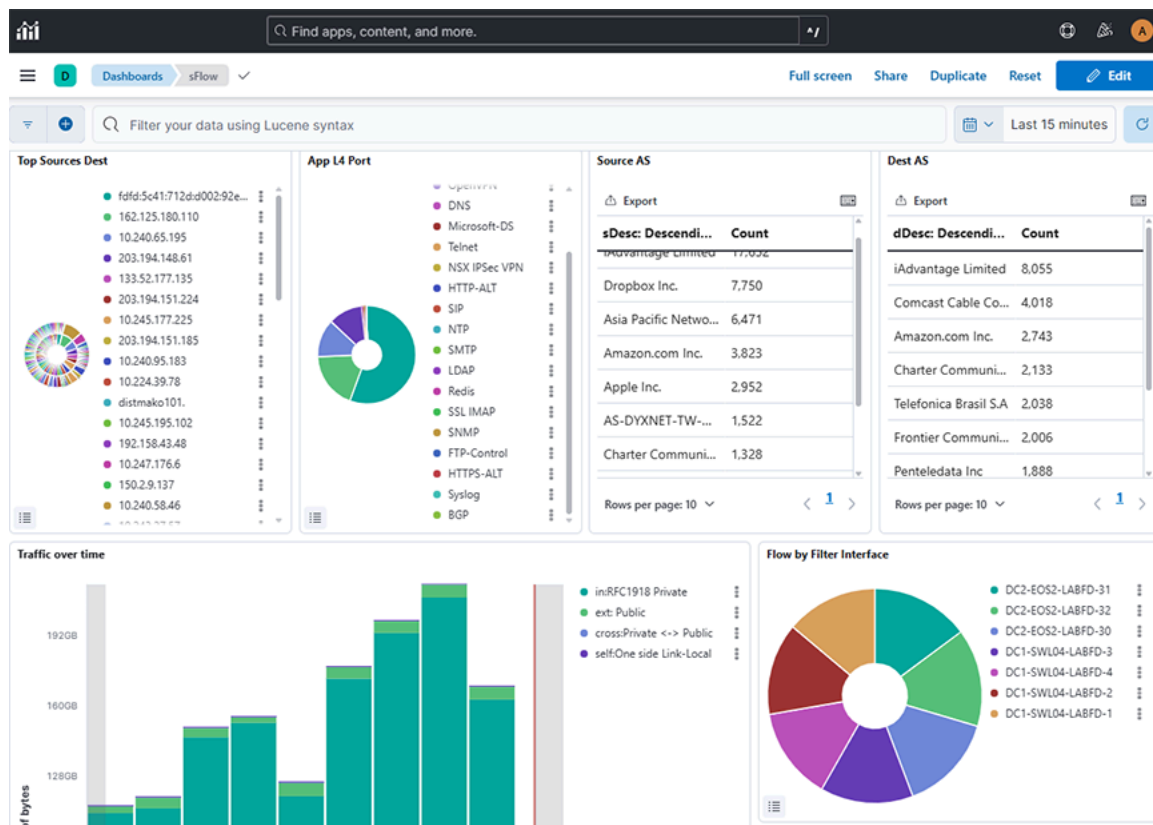 Find apps, content, and more.
^/
A
D
Dashboards
sFlow
Full screen
Share
Duplicate
Reset
Edit
Filter your data using Lucene syntax
Last 15 minutes
Top Sources Dest
fdfd:5c41:712d:d002:92e...
162.125.180.110
10.240.65.195
203.194.148.61
133.52.177.135
203.194.151.224
10.245.177.225
203.194.151.185
10.240.95.183
10.224.39.78
distmako101.
10.245.195.102
192.158.43.48
10.247.176.6
150.2.9.137
10.240.58.46
App L4 Port
OpenVPN
DNS
Microsoft-DS
Telnet
NSX IPSec VPN
HTTP-ALT
SIP
NTP
SMTP
LDAP
Redis
SSL IMAP
SNMP
FTP-Control
HTTPS-ALT
Syslog
BGP
Source AS
Export
sDesc: Descendi... Count
iAdvantage Limited 17,652
Dropbox Inc. 7,750
Asia Pacific Netwo... 6,471
Amazon.com Inc. 3,823
Apple Inc. 2,952
AS-DYXNET-TW-... 1,522
Charter Communi... 1,328
Rows per page: 10
1
Dest AS
Export
dDesc: Descendi... Count
iAdvantage Limited 8,055
Comcast Cable Co... 4,018
Amazon.com Inc. 2,743
Charter Communi... 2,133
Telefonica Brasil S.A 2,038
Frontier Communi... 2,006
Penteledata Inc 1,888
Rows per page: 10
1
Traffic over time
192GB
160GB
128GB
of bytes
in:RFC1918 Private
ext: Public
cross:Private <-> Public
self:One side Link-Local
Flow by Filter Interface
DC2-EOS2-LABFD-31
DC2-EOS2-LABFD-32
DC2-EOS2-LABFD-30
DC1-SWL04-LABFD-3
DC1-SWL04-LABFD-4
DC1-SWL04-LABFD-2
DC1-SWL04-LABFD-1